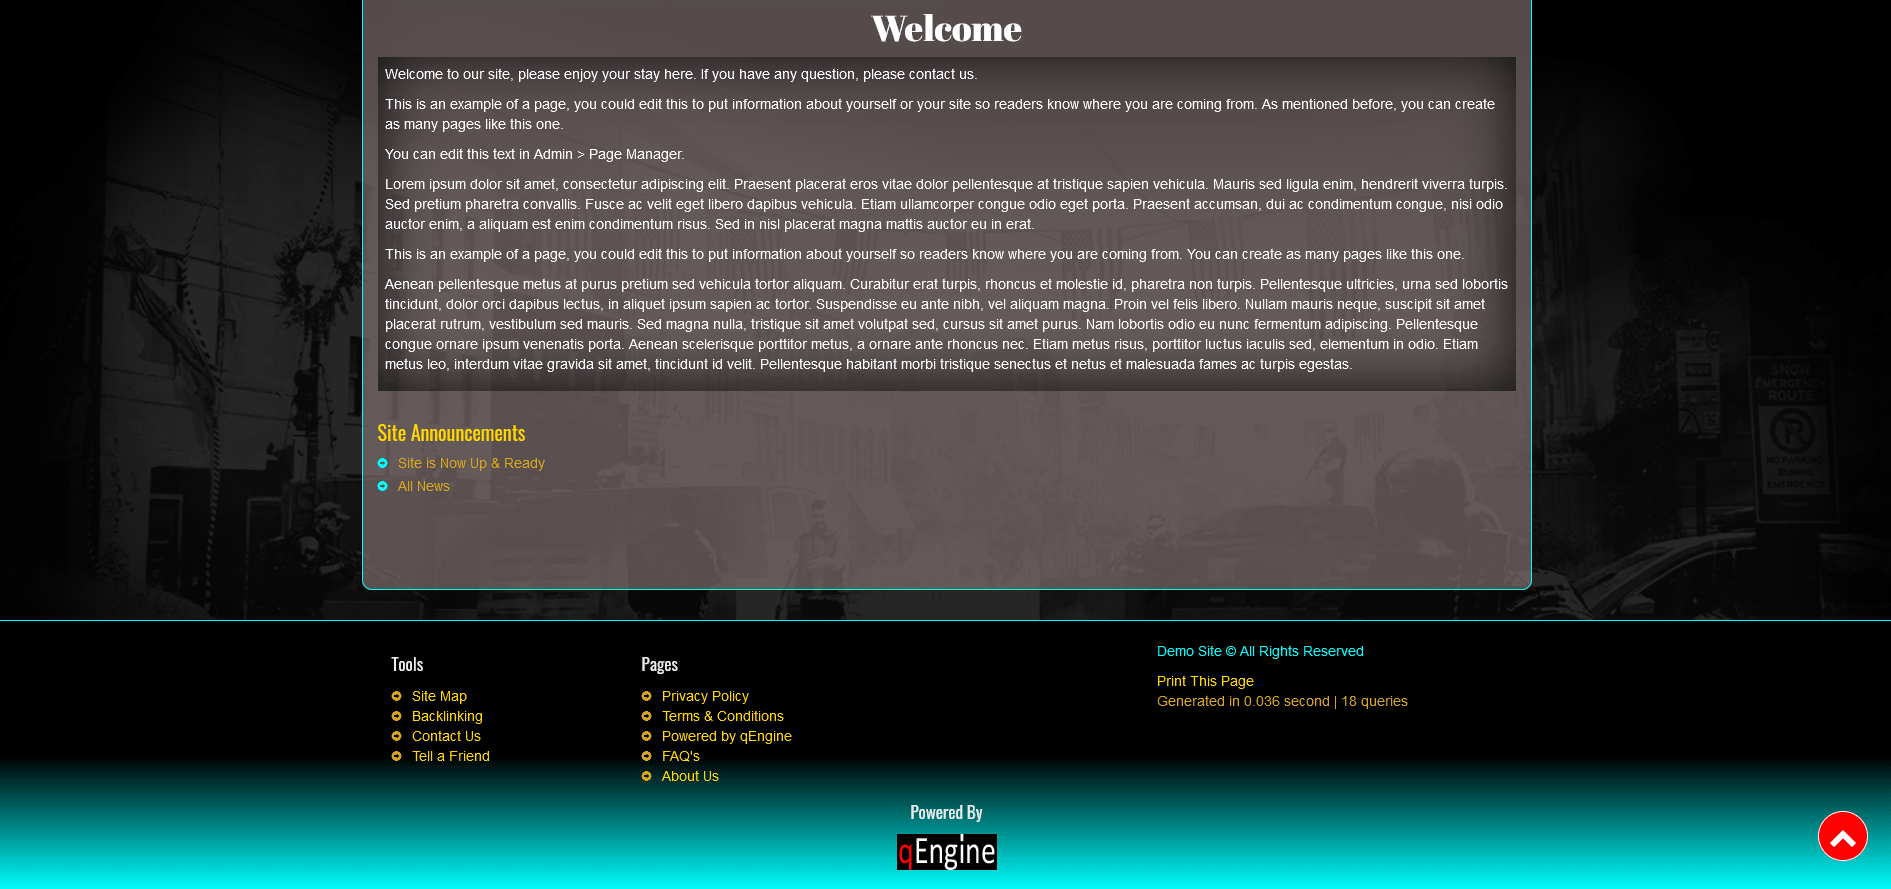 Welcome
Welcome to our site, please enjoy your stay here. If you have any question, please contact us.
This is an example of a page, you could edit this to put information about yourself or your site so readers know where you are coming from. As mentioned before, you can create
as many pages like this one.
You can edit this text in Admin > Page Manager.
Lorem ipsum dolor sit amet, consectetur adipiscing elit. Praesent placerat eros vitae dolor pellentesque at tristique sapien vehicula. Mauris sed ligula enim, hendrerit viverra turpis.
Sed pretium pharetra convallis. Fusce ac velit eget libero dapibus vehicula. Etiam ullamcorper congue odio eget porta. Praesent accumsan, dui ac condimentum congue, nisi odio
auctor enim, a aliquam est enim condimentum risus. Sed in nisl placerat magna mattis auctor eu in erat.
This is an example of a page, you could edit this to put information about yourself so readers know where you are coming from. You can create as many pages like this one.
Aenean pellentesque metus at purus pretium sed vehicula tortor aliquam. Curabitur erat turpis, rhoncus et molestie id, pharetra non turpis. Pellentesque ultricies, urna sed lobortis
tincidunt, dolor orci dapibus lectus, in aliquet ipsum sapien ac tortor. Suspendisse eu ante nibh, vel aliquam magna. Proin vel felis libero. Nullam mauris neque, suscipit sit amet
placerat rutrum, vestibulum sed mauris. Sed magna nulla, tristique sit amet volutpat sed, cursus sit amet purus. Nam lobortis odio eu nunc fermentum adipiscing. Pellentesque
congue ornare ipsum venenatis porta. Aenean scelerisque porttitor metus, a ornare ante rhoncus nec. Etiam metus risus, porttitor luctus iaculis sed, elementum in odio. Etiam
metus leo, interdum vitae gravida sit amet, tincidunt id velit. Pellentesque habitant morbi tristique senectus et netus et malesuada fames ac turpis egestas.
SNOW
EMERGENCY
ROUTE
NO PARKING
DURING
EMERGENCY
Site Announcements
Site is Now Up & Ready
All News
Tools
Site Map
Backlinking
Contact Us
Tell a Friend
Pages
Privacy Policy
Terms & Conditions
Powered by qEngine
FAQ's
About Us
Demo Site © All Rights Reserved
Print This Page
Generated in 0.036 second | 18 queries
Powered By
qEngine